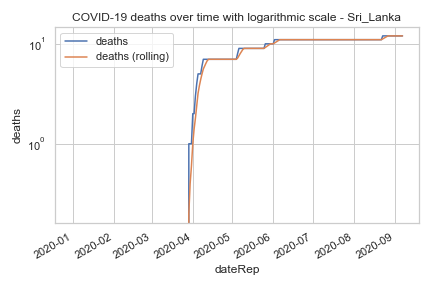 COVID-19 deaths over time with logarithmic scale - Sri_Lanka
deaths
deaths (rolling)
10¹
10⁰
deaths
2020-01
2020-02
2020-03
2020-04
2020-05
2020-06
2020-07
2020-08
2020-09
dateRep